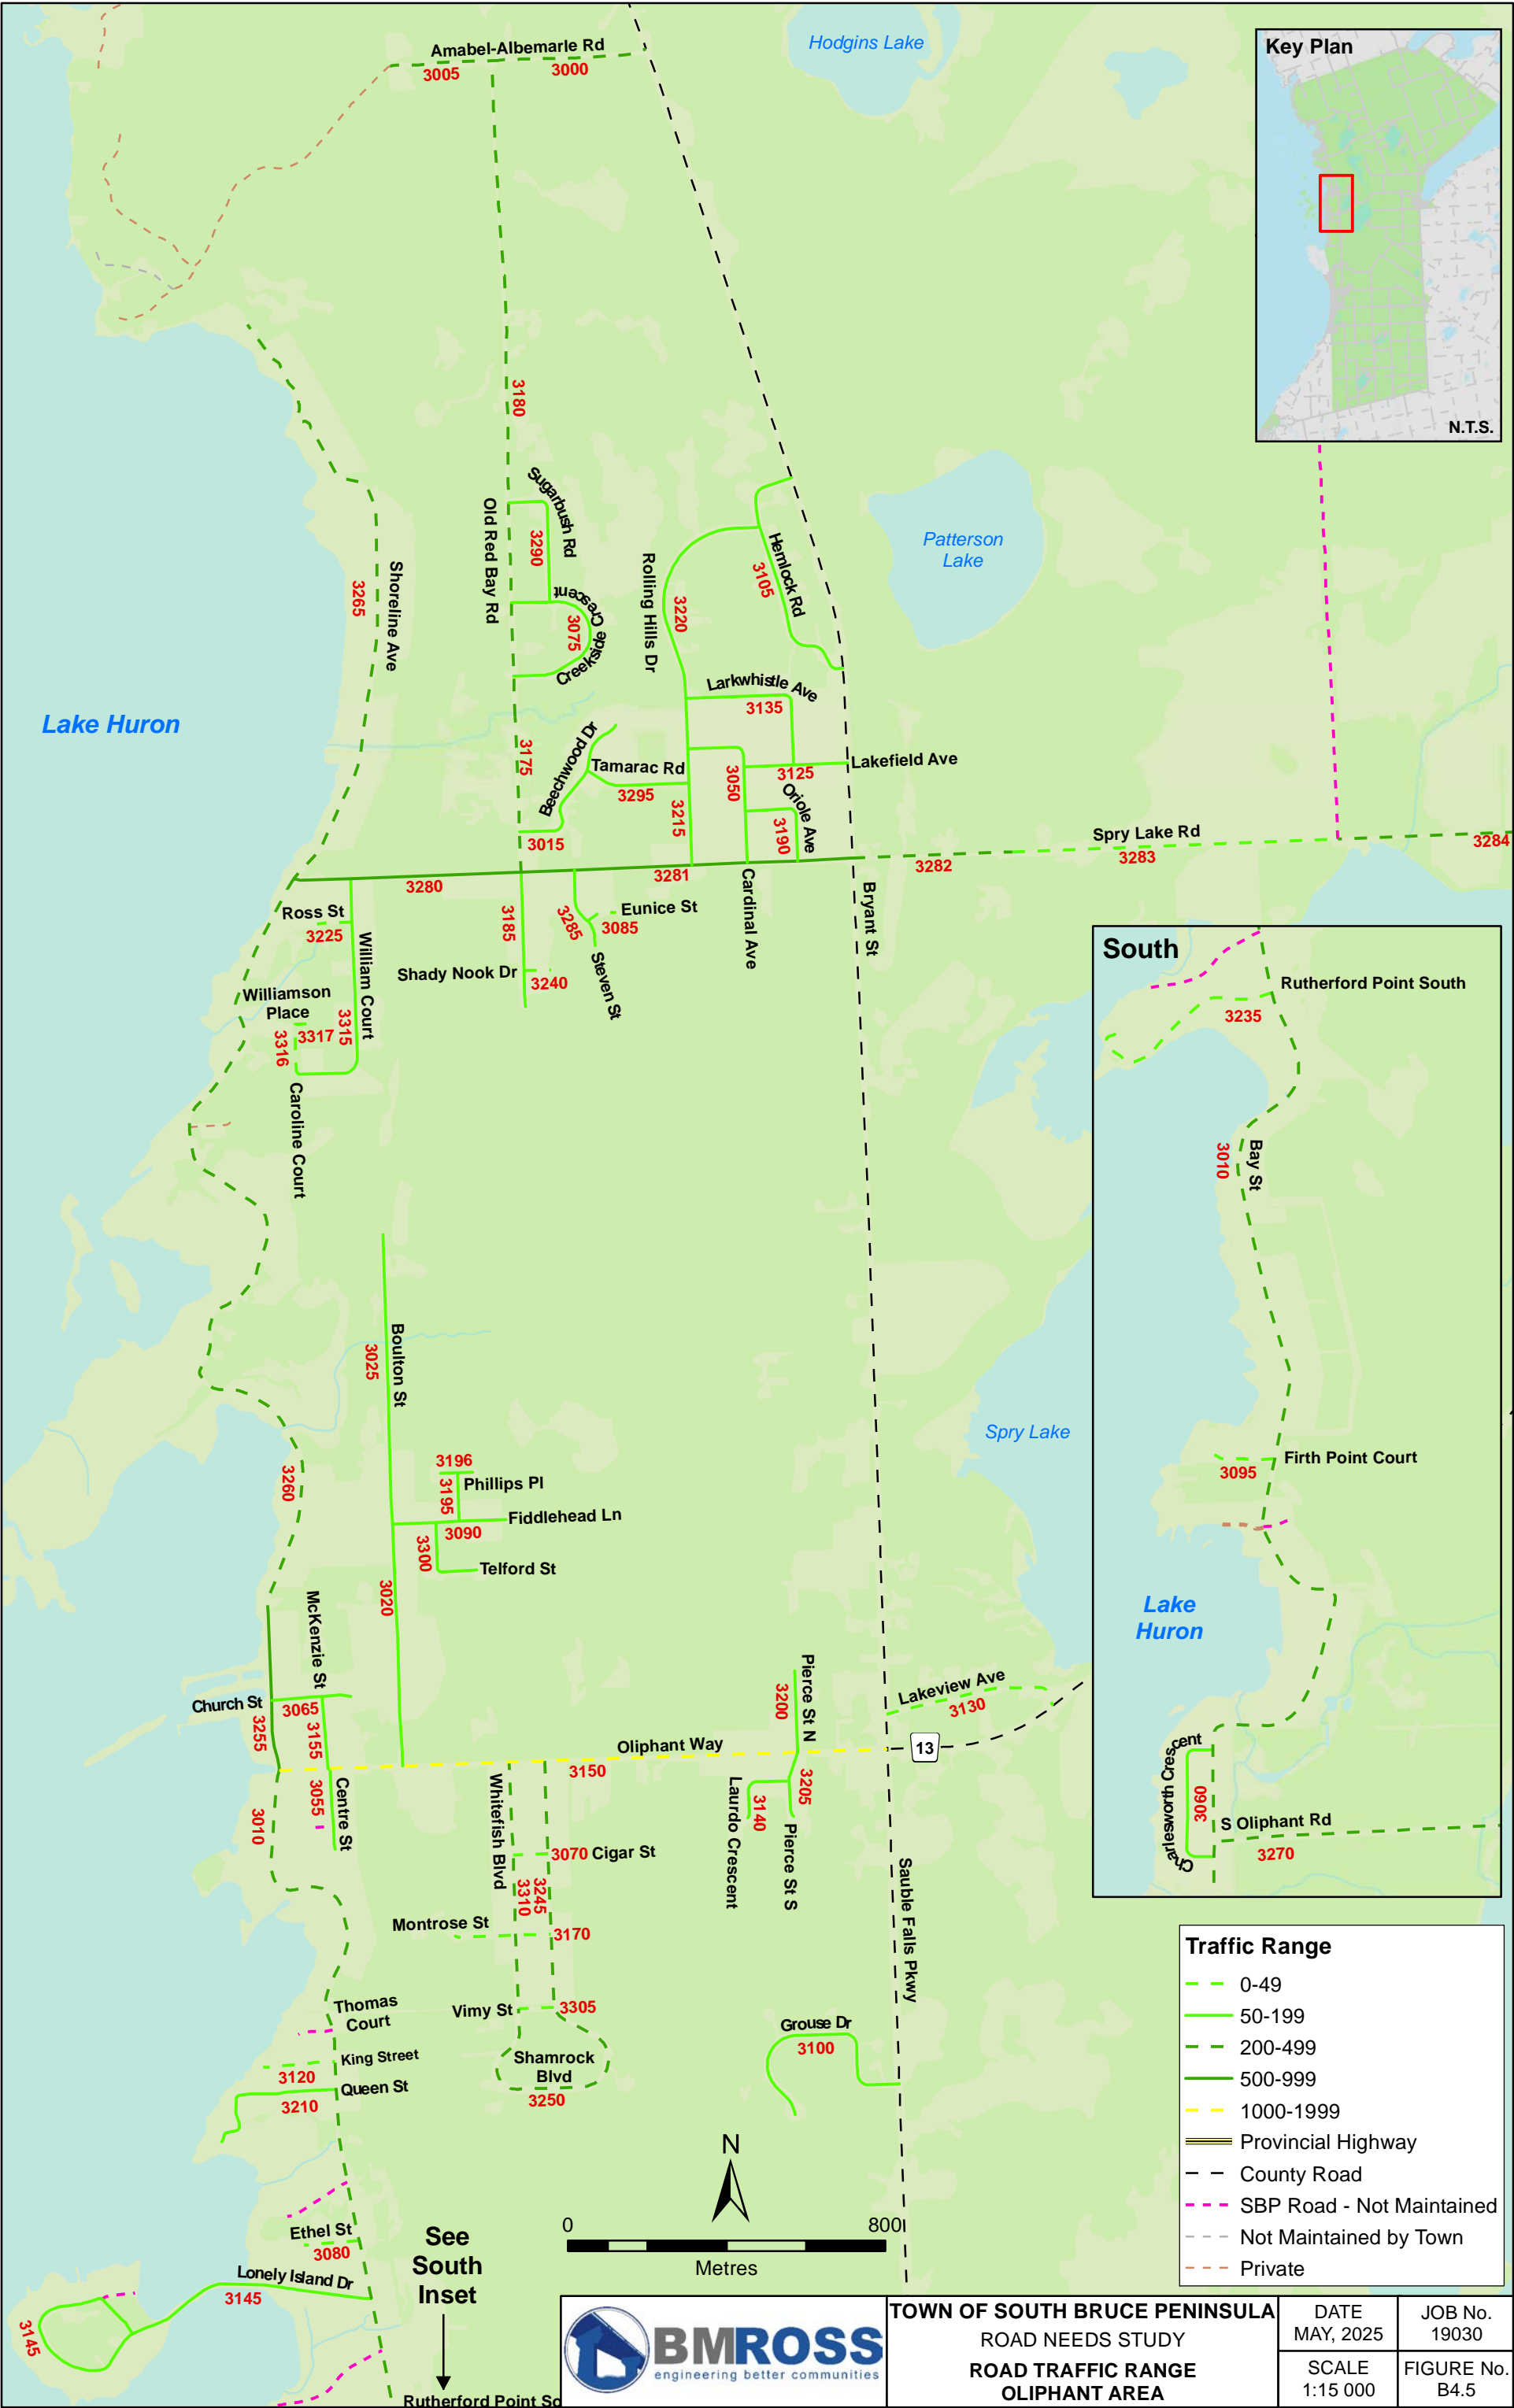 Amabel-Albemarle Rd
3005
3000
Hodgins Lake
Key Plan
N.T.S.
3180
Sugarbush Rd
3290
Old Red Bay Rd
Creekside Crescent
3075
Shoreline Ave
3265
Rolling Hills Dr
3220
Hemlock Rd
3105
Patterson
Lake
Lake Huron
Larkwhistle Ave
3135
3175
Beechwood Dr
Tamarac Rd
3295
3215
3050
3125
Lakefield Ave
Oriole Ave
3190
3015
Spry Lake Rd
3280
3281
3282
3283
3284
Ross St
3225
William Court
3185
3285
Eunice St
3085
Cardinal Ave
Bryant St
Shady Nook Dr
3240
Steven St
Williamson
Place
3317
3315
3316
Caroline Court
South
Rutherford Point South
3235
3010
Bay St
Firth Point Court
3095
Lake
Huron
Charlesworth Crescent
3060
S Oliphant Rd
3270
Boulton St
3025
Spry Lake
3260
3196
Phillips Pl
3195
Fiddlehead Ln
3090
3300
Telford St
3020
McKenzie St
Church St
3065
3255
3155
Pierce St N
3200
Lakeview Ave
3130
Oliphant Way
3150
13
3055
Centre St
3010
Whitefish Blvd
3205
Laurdo Crescent
3140
Pierce St S
3070 Cigar St
3310
3245
Sauble Falls Pkwy
Montrose St
3170
Thomas
Court
Vimy St
3305
King Street
3120
Queen St
3210
Shamrock
Blvd
3250
Grouse Dr
3100
Ethel St
3080
Lonely Island Dr
3145
3145
See
South
Inset
Rutherford Point So
N
0
800
Metres
Traffic Range
0-49
50-199
200-499
500-999
1000-1999
Provincial Highway
County Road
SBP Road - Not Maintained
Not Maintained by Town
Private
BMROSS
engineering better communities
TOWN OF SOUTH BRUCE PENINSULA
ROAD NEEDS STUDY
ROAD TRAFFIC RANGE
OLIPHANT AREA
DATE
MAY, 2025
JOB No.
19030
SCALE
1:15 000
FIGURE No.
B4.5